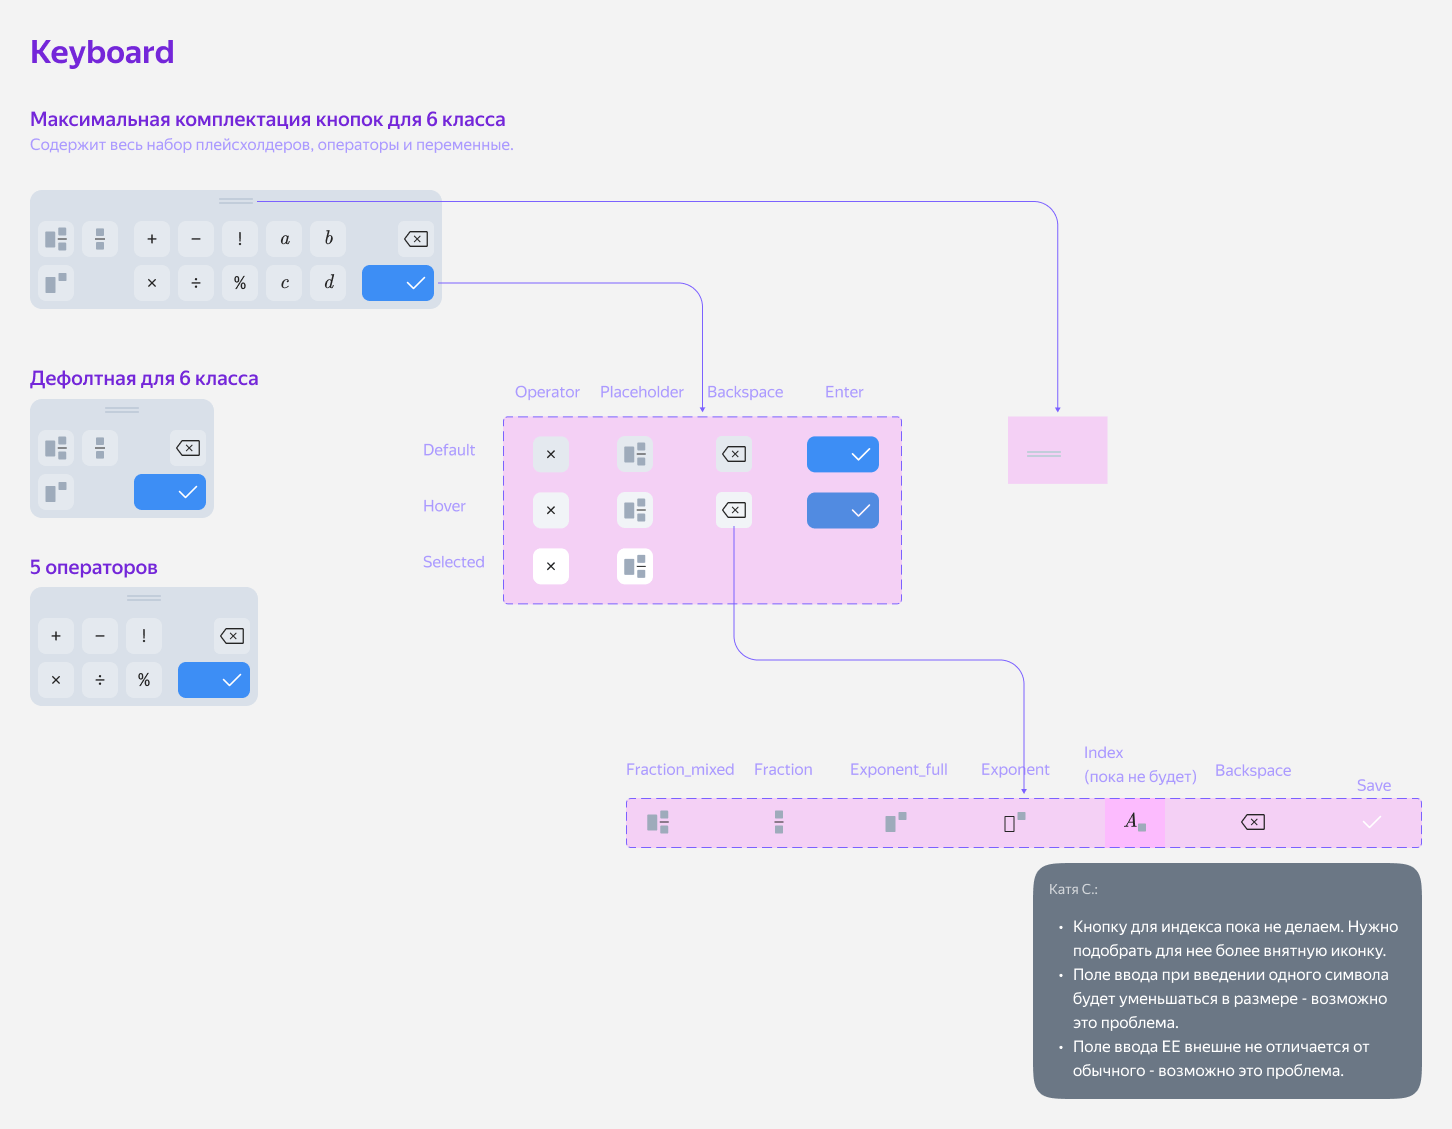 Keyboard
Максимальная комплектация кнопок для 6 класса
Содержит весь набор плейсхолдеров, операторы и переменные.
+ − ! a b
× ÷ % c d
Дефолтная для 6 класса
5 операторов
+ − !
× ÷ %
Operator Placeholder Backspace Enter
Default ×
Hover ×
Selected ×
Index
Fraction_mixed Fraction Exponent_full Exponent (пока не будет) Backspace
Save
A
Катя С.:
• Кнопку для индекса пока не делаем. Нужно
подобрать для нее более внятную иконку.
• Поле ввода при введении одного символа
будет уменьшаться в размере - возможно
это проблема.
• Поле ввода ЕЕ внешне не отличается от
обычного - возможно это проблема.